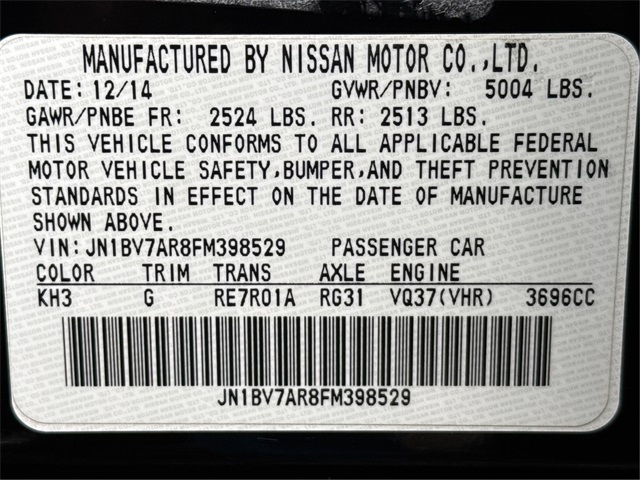 MANUFACTURED BY NISSAN MOTOR CO.,LTD.
DATE: 12/14 GVWR/PNBV: 5004 LBS.
GAWR/PNBE FR: 2524 LBS. RR: 2513 LBS.
THIS VEHICLE CONFORMS TO ALL APPLICABLE FEDERAL
MOTOR VEHICLE SAFETY,BUMPER,AND THEFT PREVENTION
STANDARDS IN EFFECT ON THE DATE OF MANUFACTURE
SHOWN ABOVE.
VIN: JN1BV7AR8FM398529 PASSENGER CAR
COLOR TRIM TRANS AXLE ENGINE
KH3 G RE7R01A RG31 VQ37(VHR) 3696CC
JN1BV7AR8FM398529